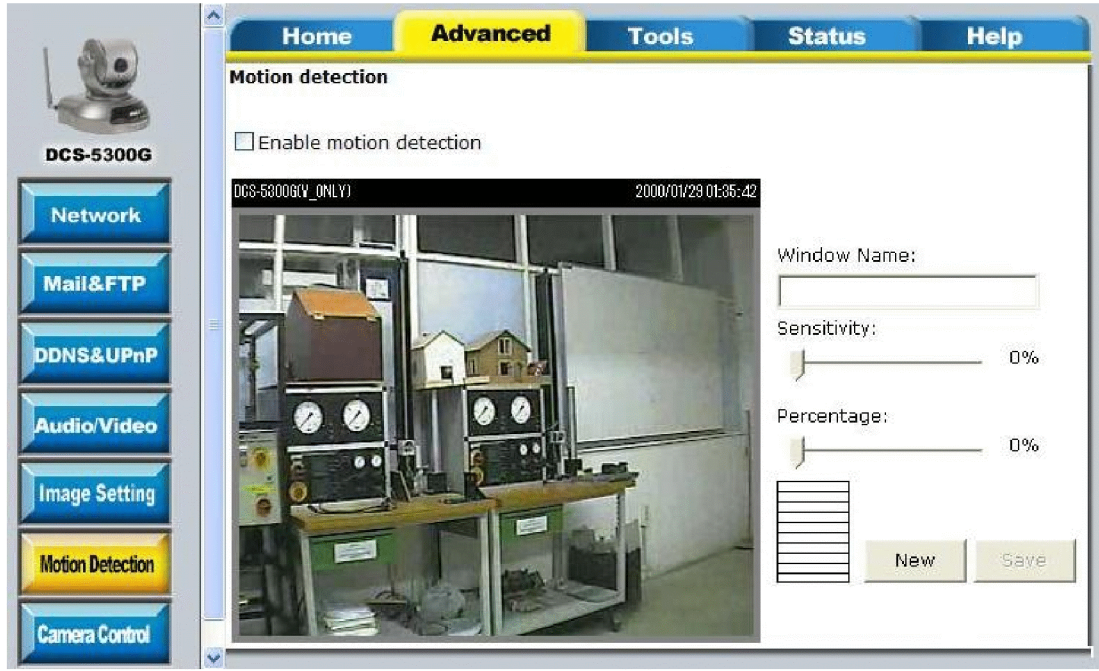 Home
Advanced
Tools
Status
Help
DCS-5300G
Network
Mail&FTP
DDNS&UPnP
Audio/Video
Image Setting
Motion Detection
Camera Control
Motion detection
Enable motion detection
DCS-5300G(V_ONLY) 2000/01/29 01:35:42
Window Name:
Sensitivity:
0%
Percentage:
0%
New
Save